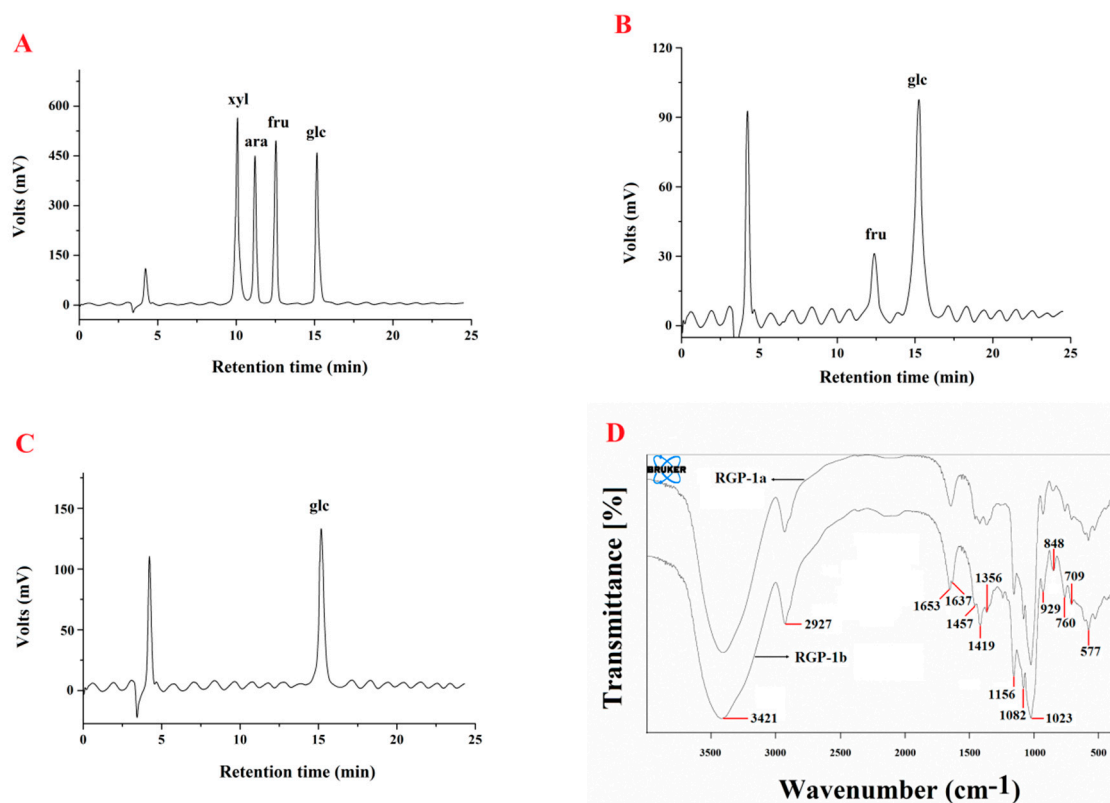 A
xyl
ara
fru
glc
600
450
300
150
0
Volts (mV)
0
5
10
15
20
25
Retention time (min)
B
glc
fru
120
90
60
30
0
Volts (mV)
0
5
10
15
20
25
Retention time (min)
C
glc
150
100
50
0
Volts (mV)
0
5
10
15
20
25
Retention time (min)
D
BRUKER
RGP-1a
RGP-1b
848
709
1356
1653
1637
1457
1419
929
760
577
2927
1156
1082
1023
3421
Transmittance [%]
3500
3000
2500
2000
1500
1000
500
Wavenumber (cm-1)